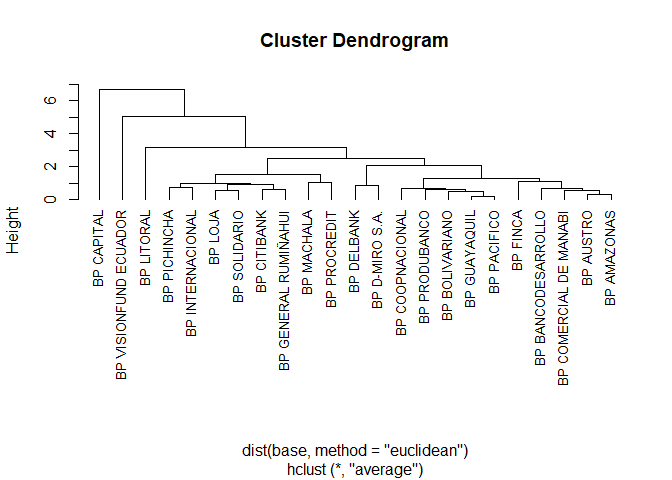 Cluster Dendrogram
Height
0
2
4
6
BP CAPITAL
BP VISIONFUND ECUADOR
BP LITORAL
BP PICHINCHA
BP INTERNACIONAL
BP LOJA
BP SOLIDARIO
BP CITIBANK
BP GENERAL RUMIÑAHUI
BP MACHALA
BP PROCREDIT
BP DELBANK
BP D-MIRO S.A.
BP COOPNACIONAL
BP PRODUBANCO
BP BOLIVARIANO
BP GUAYAQUIL
BP PACIFICO
BP FINCA
BP BANCODESARROLLO
BP COMERCIAL DE MANABI
BP AUSTRO
BP AMAZONAS
dist(base, method = "euclidean")
hclust (*, "average")